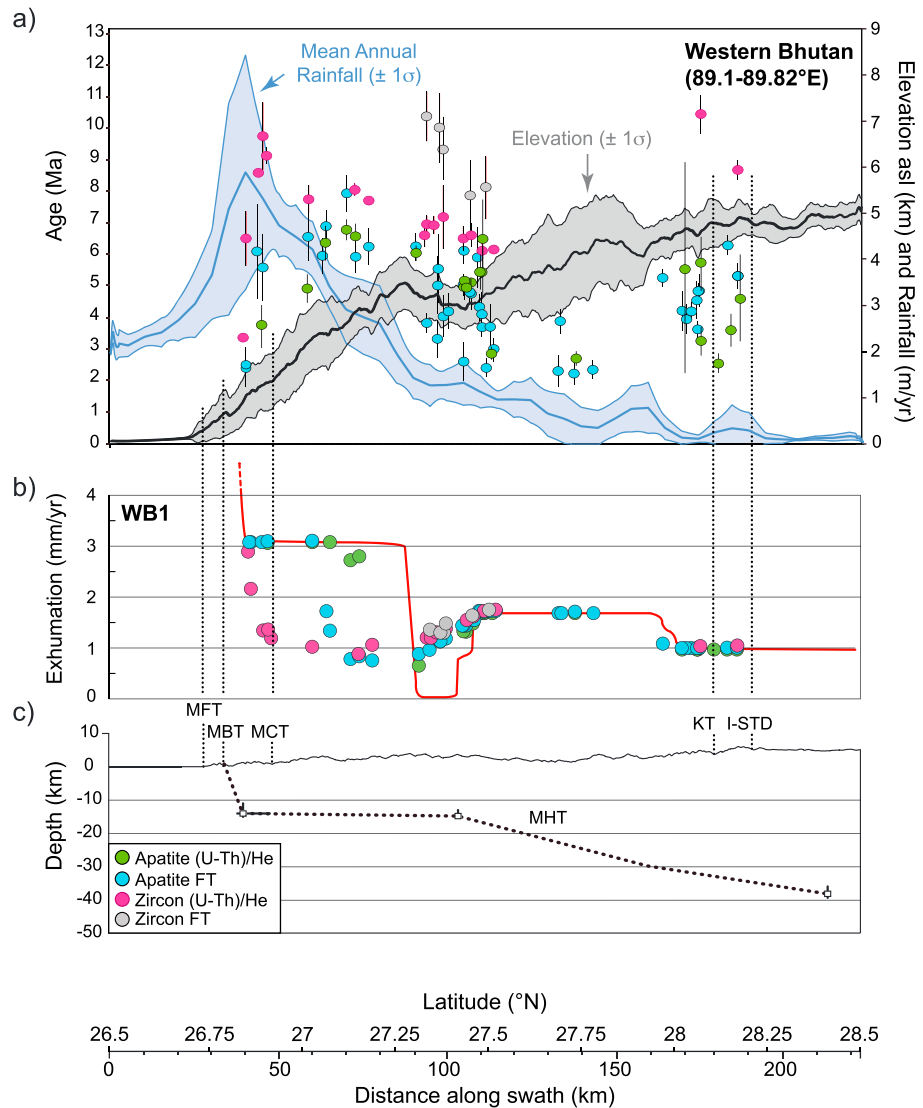 a)
13
12
11
10
9
8
7
6
5
4
3
2
1
0
Age (Ma)
Mean Annual
Rainfall (± 1σ)
Western Bhutan
(89.1-89.82°E)
Elevation (± 1σ)
9
8
7
6
5
4
3
2
1
0
Elevation asl (km) and Rainfall (m/yr)
b)
WB1
4
3
2
1
0
Exhumation (mm/yr)
c)
MFT
MBT
MCT
KT
I-STD
10
0
-10
-20
-30
-40
-50
Depth (km)
MHT
Apatite (U-Th)/He
Apatite FT
Zircon (U-Th)/He
Zircon FT
Latitude (°N)
26.5 26.75 27 27.25 27.5 27.75 28 28.25 28.5
0 50 100 150 200
Distance along swath (km)